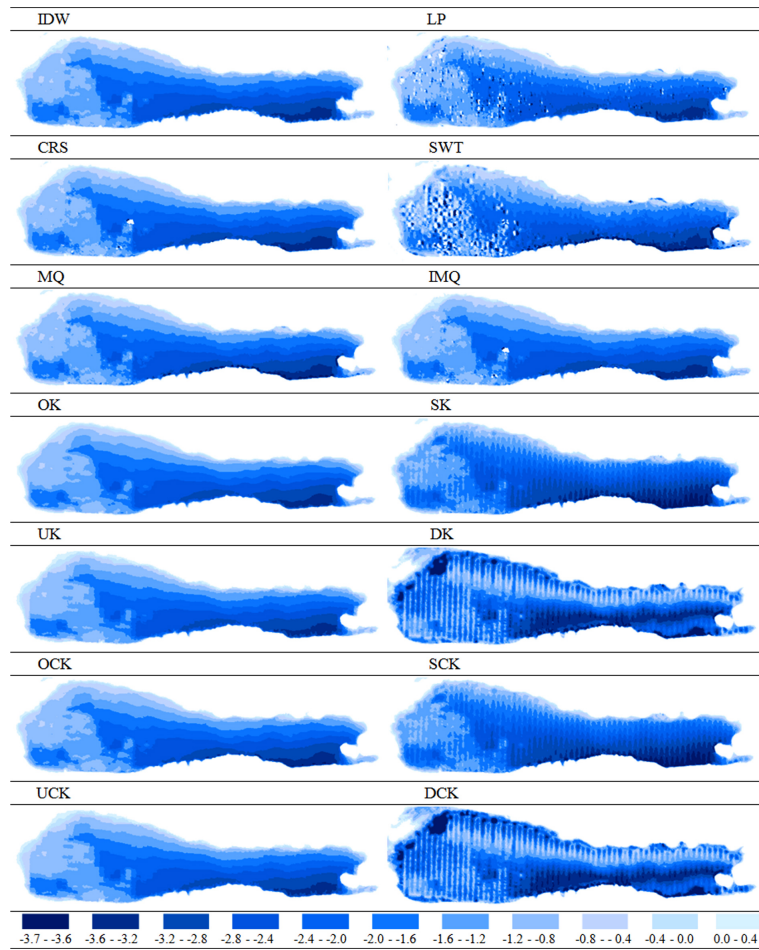 IDW LP
CRS SWT
MQ IMQ
OK SK
UK DK
OCK SCK
UCK DCK
-3.7 - -3.6 -3.6 - -3.2 -3.2 - -2.8 -2.8 - -2.4 -2.4 - -2.0 -2.0 - -1.6 -1.6 - -1.2 -1.2 - -0.8 -0.8 - -0.4 -0.4 - 0.0 0.0 - 0.4